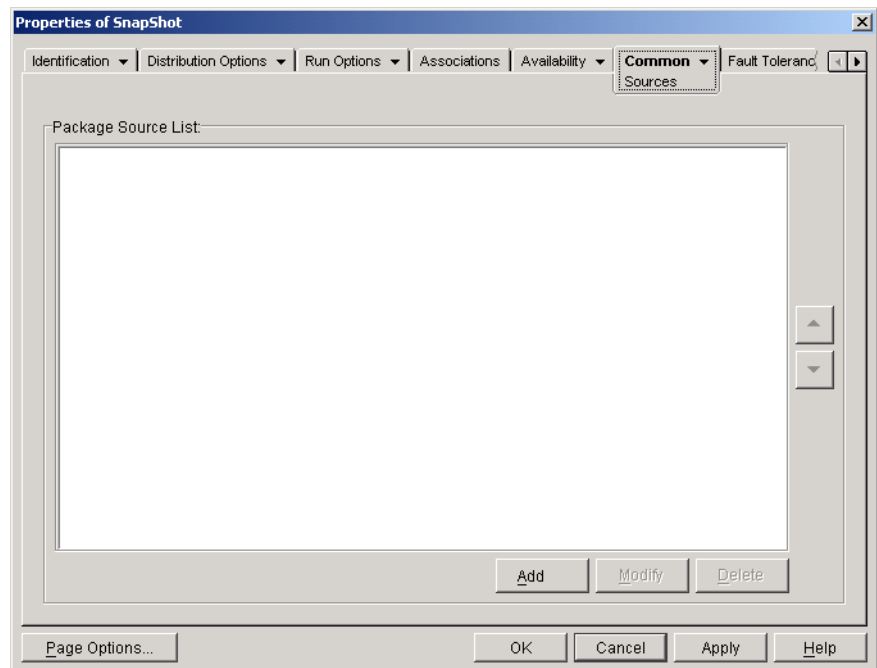 Properties of SnapShot
Identification Distribution Options Run Options Associations Availability Common Fault Toleranc
Sources
Package Source List:
Add Modify Delete
Page Options... OK Cancel Apply Help